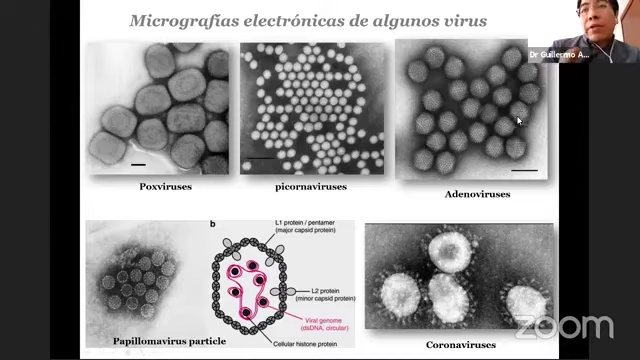 Micrografías electrónicas de algunos virus
Dr Guillermo A...
Poxviruses
picornaviruses
Adenoviruses
b
L1 protein / pentamer
(major capsid protein)
L2 protein
(minor capsid protein)
Viral genome
(dsDNA, circular)
Cellular histone protein
Papillomavirus particle
Coronaviruses
zoom